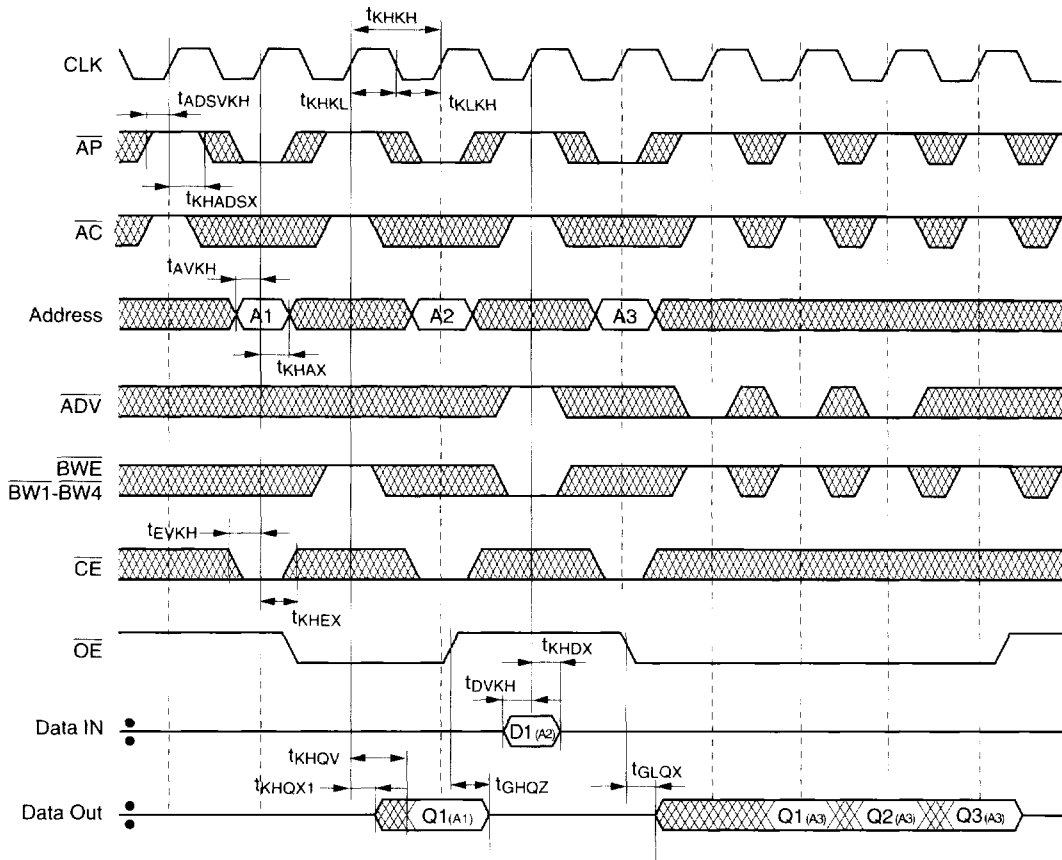 tKHKH
CLK
tADSVKH
tKHKL
tKLKH
AP
tKHADSX
AC
tAVKH
Address
A1
A2
A3
tKHAX
ADV
BWE
BW1-BW4
tEVKH
CE
tKHEX
OE
tKHDX
tDVKH
Data IN
D1(A2)
tKHQV
tKHQX1
tGHQZ
tGLQX
Data Out
Q1(A1)
Q1(A3)
Q2(A3)
Q3(A3)